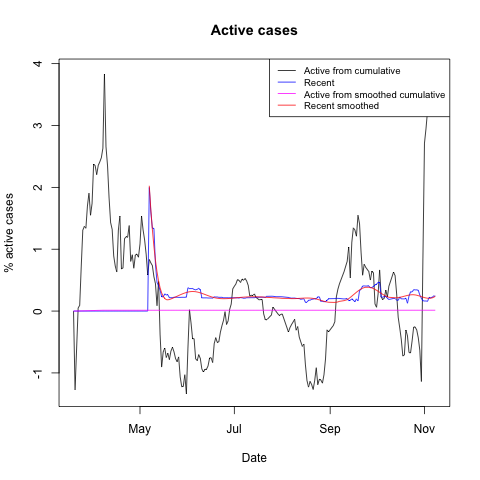 Active cases
Active from cumulative
Recent
Active from smoothed cumulative
Recent smoothed
% active cases
4
3
2
1
0
-1
May
Jul
Sep
Nov
Date